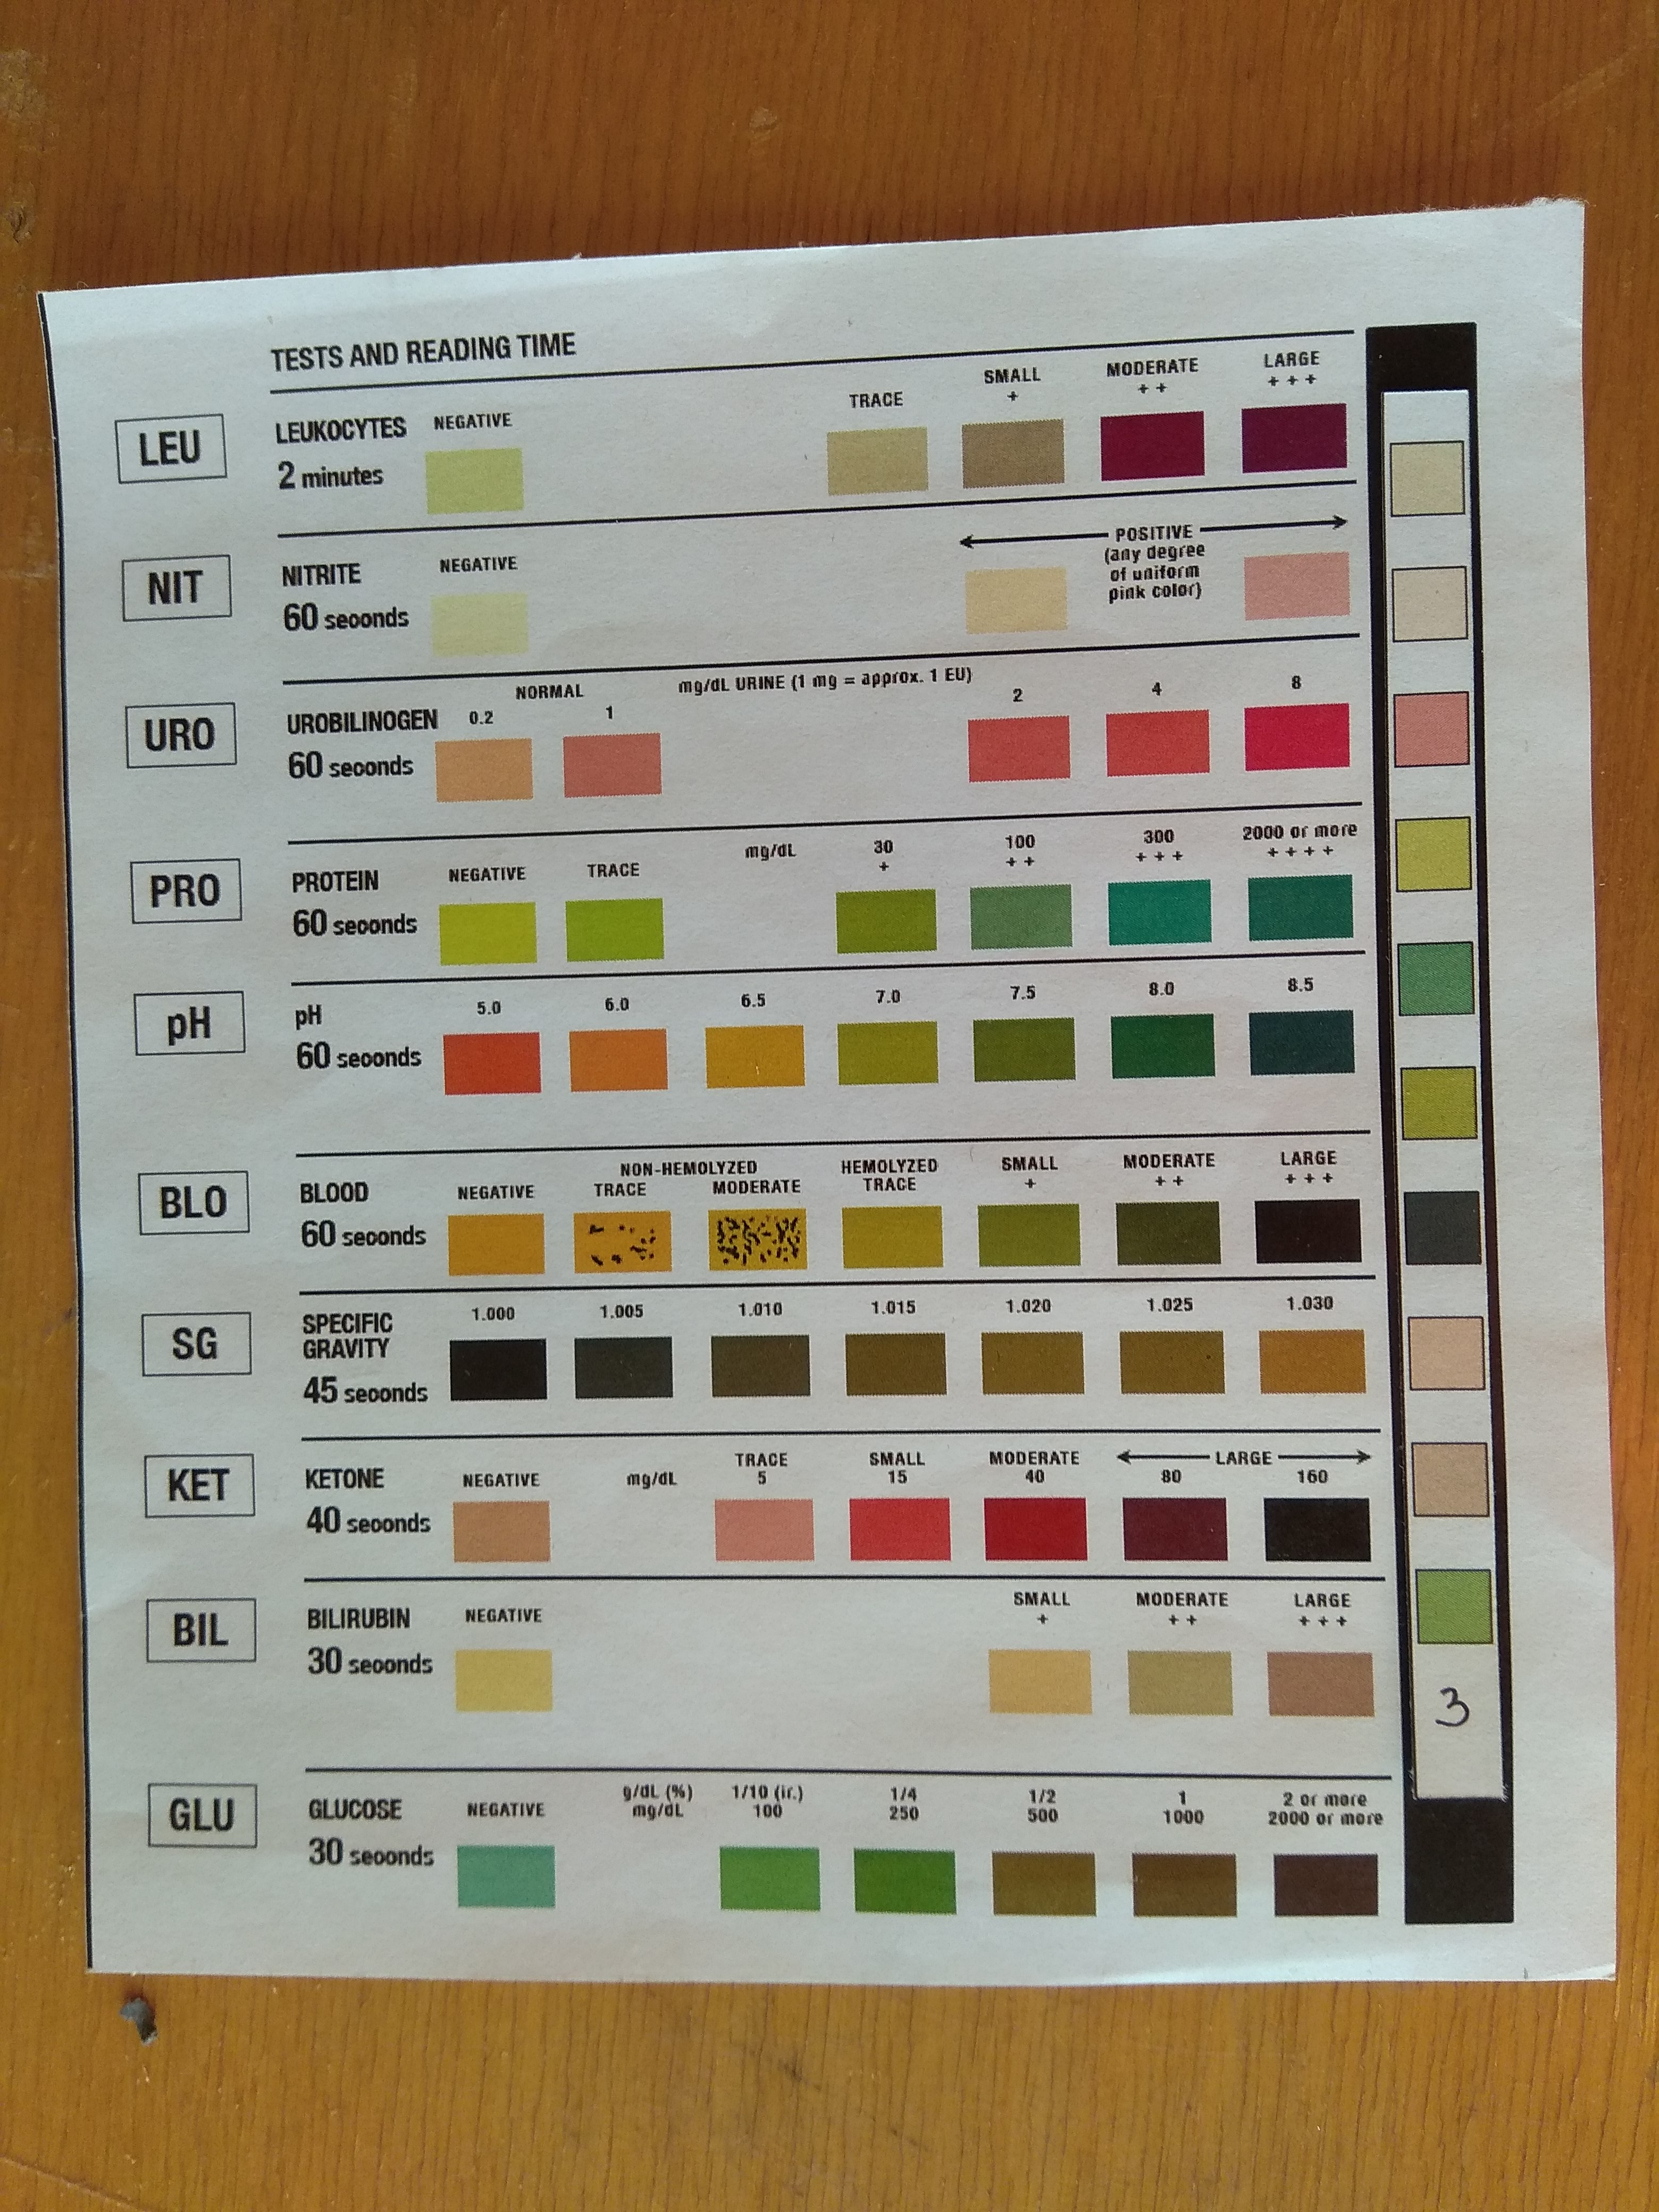 TESTS AND READING TIME
LEU
LEUKOCYTES
2 minutes
NEGATIVE
TRACE
SMALL
+
MODERATE
+ +
LARGE
+ + +
NIT
NITRITE
60 seconds
NEGATIVE
POSITIVE
(any degree
of uniform
pink color)
URO
UROBILINOGEN
60 seconds
NORMAL
0.2
1
mg/dL URINE (1 mg = approx. 1 EU)
2
4
8
PRO
PROTEIN
60 seconds
NEGATIVE
TRACE
mg/dL
30
+
100
+ +
300
+ + +
2000 or more
+ + + +
pH
pH
60 seconds
5.0
6.0
6.5
7.0
7.5
8.0
8.5
BLO
BLOOD
60 seconds
NEGATIVE
NON-HEMOLYZED
TRACE
MODERATE
HEMOLYZED
TRACE
SMALL
+
MODERATE
+ +
LARGE
+ + +
SG
SPECIFIC
GRAVITY
45 seconds
1.000
1.005
1.010
1.015
1.020
1.025
1.030
KET
KETONE
40 seconds
NEGATIVE
mg/dL
TRACE
5
SMALL
15
MODERATE
40
LARGE
80
160
BIL
BILIRUBIN
30 seconds
NEGATIVE
SMALL
+
MODERATE
+ +
LARGE
+ + +
3
GLU
GLUCOSE
30 seconds
NEGATIVE
g/dL (%)
mg/dL
1/10 (ir.)
100
1/4
250
1/2
500
1
1000
2 or more
2000 or more